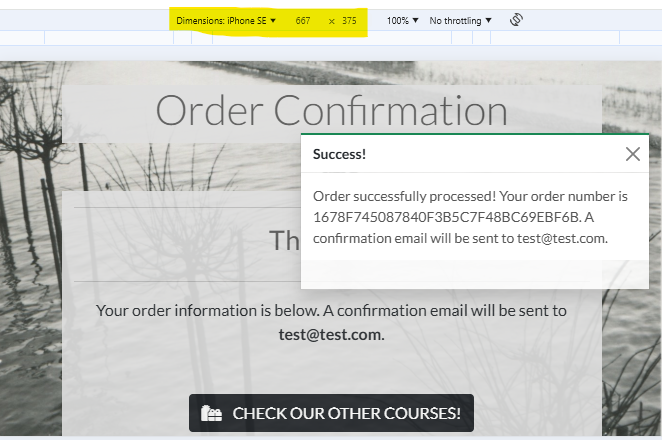 Dimensions: iPhone SE 667 × 375 100% No throttling
Order Confirmation
Success!
Order successfully processed! Your order number is
1678F745087840F3B5C7F48BC69EBF6B. A
confirmation email will be sent to test@test.com.
Th
Your order information is below. A confirmation email will be sent to
test@test.com.
CHECK OUR OTHER COURSES!